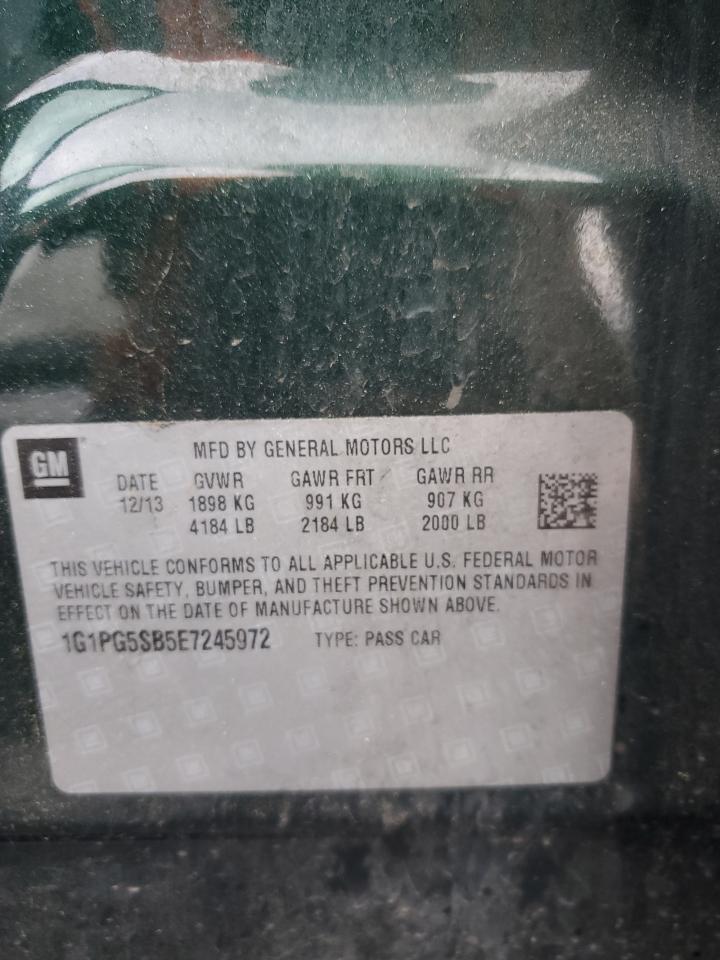 GM
MFD BY GENERAL MOTORS LLC
DATE GVWR GAWR FRT GAWR RR
12/13 1898 KG 991 KG 907 KG
4184 LB 2184 LB 2000 LB
THIS VEHICLE CONFORMS TO ALL APPLICABLE U.S. FEDERAL MOTOR
VEHICLE SAFETY, BUMPER, AND THEFT PREVENTION STANDARDS IN
EFFECT ON THE DATE OF MANUFACTURE SHOWN ABOVE.
1G1PG5SB5E7245972 TYPE: PASS CAR